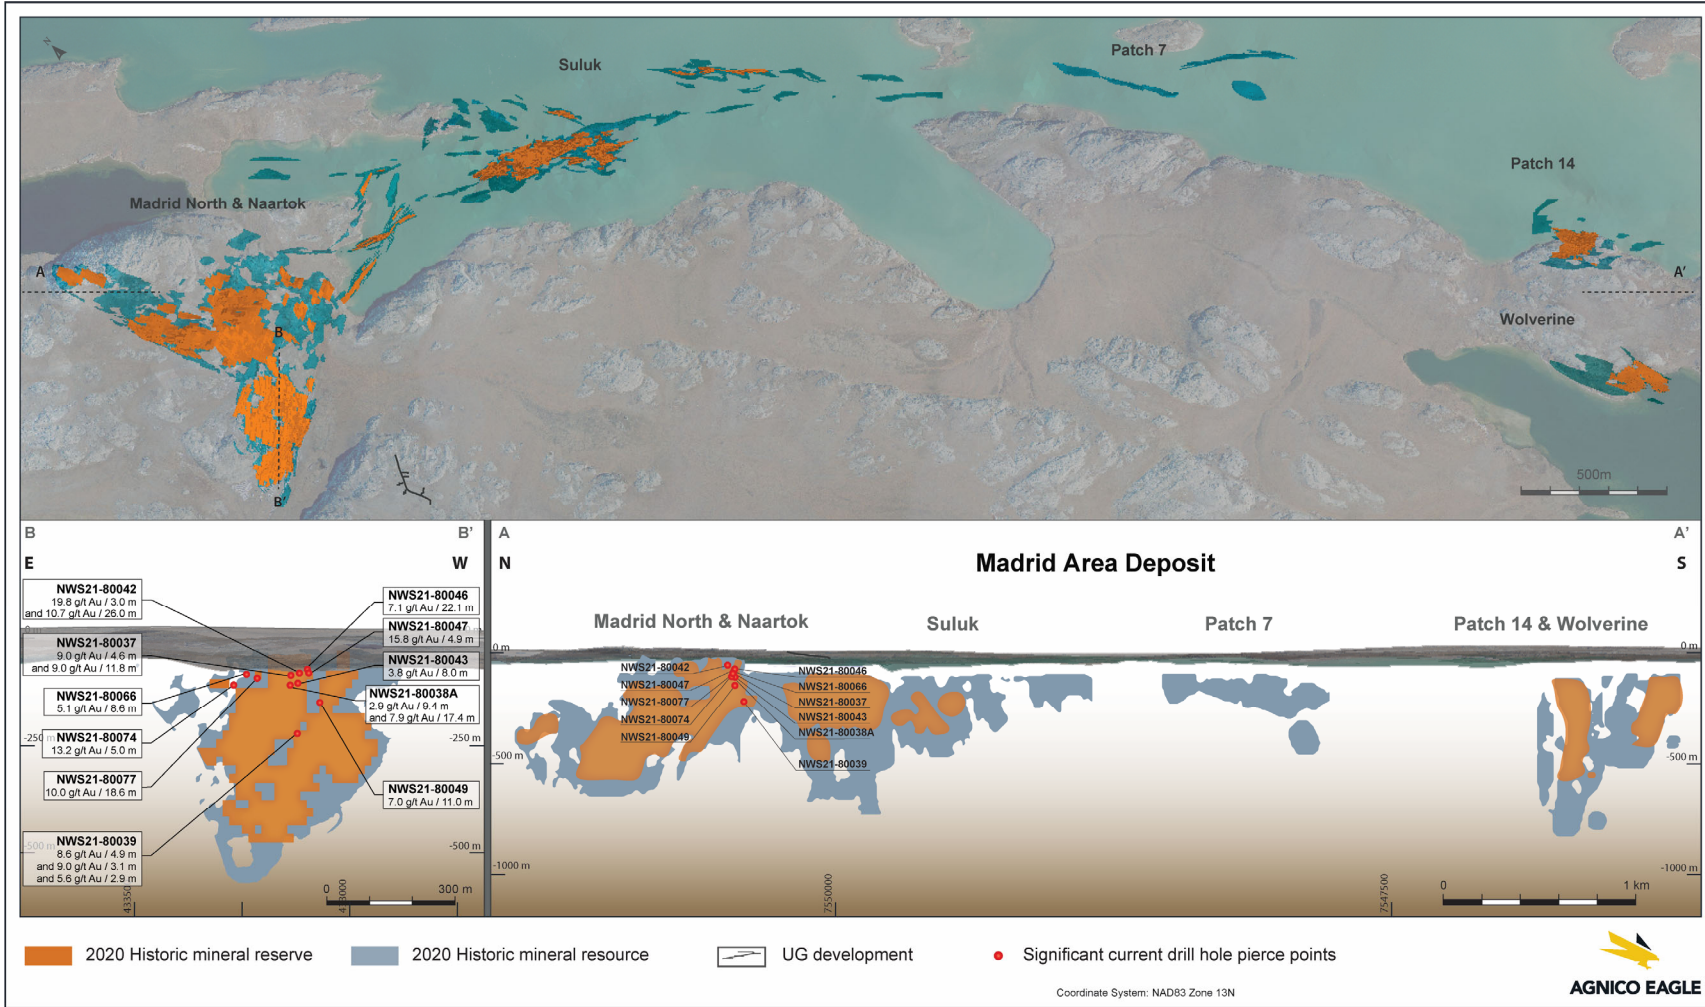 N
Suluk
Patch 7
Patch 14
Madrid North & Naartok
A
A'
Wolverine
B
B'
500m
B
B'
E
W
NWS21-80042
19.8 g/t Au / 3.0 m
and 10.7 g/t Au / 26.0 m
NWS21-80046
7.1 g/t Au / 22.1 m
0 m
NWS21-80047
15.8 g/t Au / 4.9 m
NWS21-80037
9.0 g/t Au / 4.6 m
and 9.0 g/t Au / 11.8 m
NWS21-80043
3.8 g/t Au / 8.0 m
NWS21-80066
5.1 g/t Au / 8.6 m
NWS21-80038A
2.9 g/t Au / 9.4 m
and 7.9 g/t Au / 17.4 m
NWS21-80074
13.2 g/t Au / 5.0 m
-250 m
-250 m
NWS21-80077
10.0 g/t Au / 18.6 m
NWS21-80049
7.0 g/t Au / 11.0 m
NWS21-80039
8.6 g/t Au / 4.9 m
and 9.0 g/t Au / 3.1 m
and 5.6 g/t Au / 2.9 m
-500 m
-500 m
0
300 m
A
A'
N
S
Madrid Area Deposit
Madrid North & Naartok
Suluk
Patch 7
Patch 14 & Wolverine
0 m
0 m
NWS21-80042
NWS21-80047
NWS21-80077
NWS21-80074
NWS21-80049
NWS21-80046
NWS21-80066
NWS21-80037
NWS21-80043
NWS21-80038A
NWS21-80039
-500 m
-500 m
-1000 m
-1000 m
7550000
7547500
0
1 km
2020 Historic mineral reserve
2020 Historic mineral resource
UG development
Significant current drill hole pierce points
Coordinate System: NAD83 Zone 13N
AGNICO EAGLE